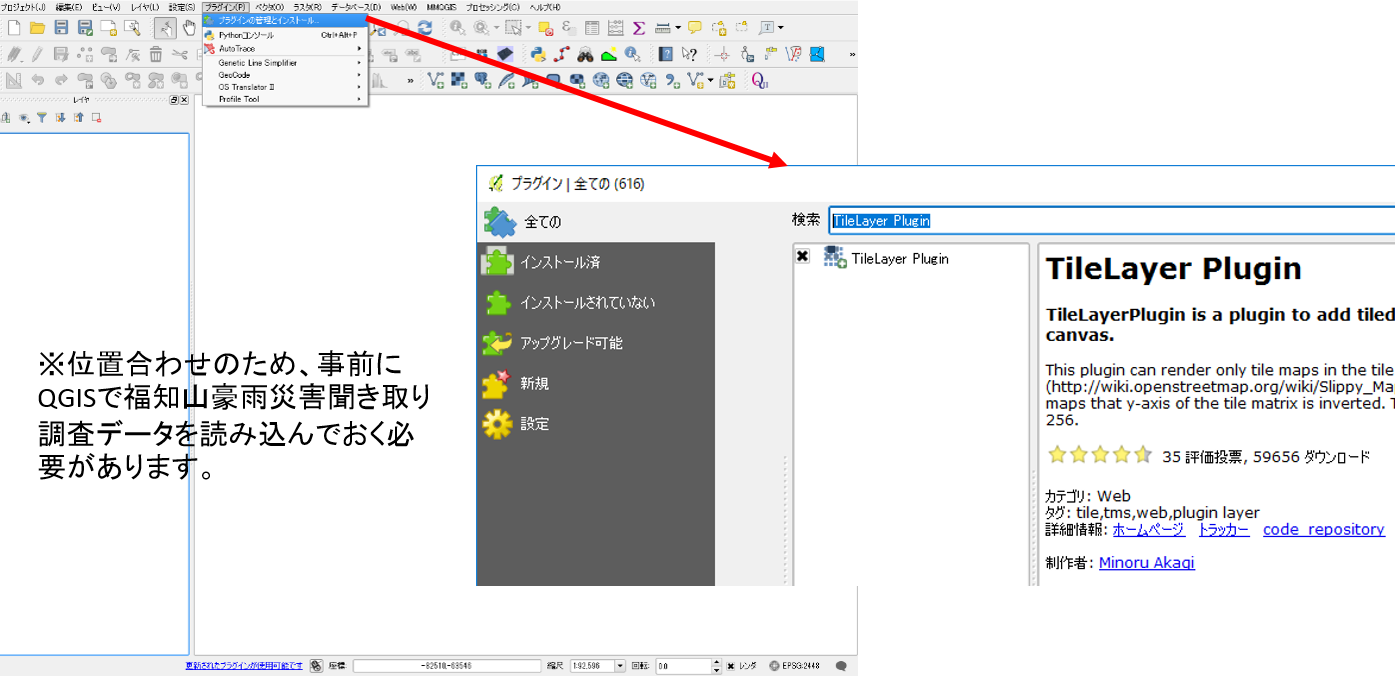 プロジェクト(J) 編集(E) ビュー(V) レイヤ(L) 設定(S) プラグイン(P) ベクタ(O) ラスタ(R) データベース(D) Web(W) MMQGIS プロセッシング(C) ヘルプ(H)
プラグインの管理とインストール...
Pythonコンソール Ctrl+Alt+P
AutoTrace
Genetic Line Simplifier
GeoCode
OS Translator II
Profile Tool
レイヤ
プラグイン | 全ての (616)
全ての
検索 TileLayer Plugin
インストール済
インストールされていない
アップグレード可能
新規
設定
TileLayer Plugin
TileLayer Plugin
TileLayerPlugin is a plugin to add tiled
canvas.
This plugin can render only tile maps in the tile
(http://wiki.openstreetmap.org/wiki/Slippy_Ma
maps that y-axis of the tile matrix is inverted. T
256.
35 評価投票, 59656 ダウンロード
カテゴリ: Web
タグ: tile,tms,web,plugin layer
詳細情報: ホームページ トラッカー code repository
制作者: Minoru Akagi
※位置合わせのため、事前に
QGISで福知山豪雨災害聞き取り
調査データを読み込んでおく必
要があります。
更新されたプラグインが使用可能です 座標: -82510,-63546 縮尺 1:92,596 回転: 0.0 レンダ EPSG:2448